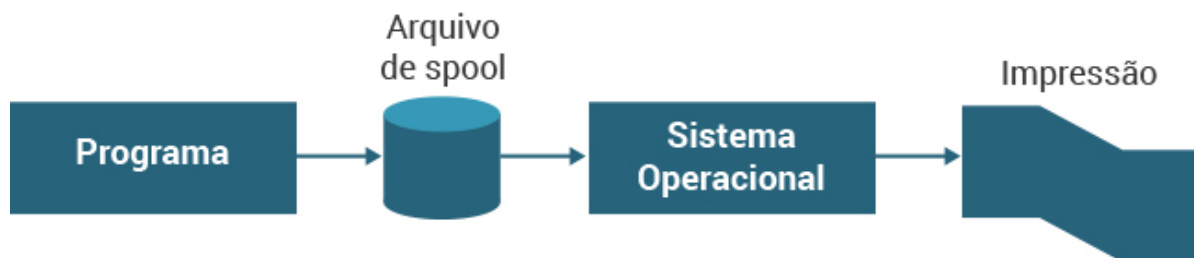 Programa
Arquivo
de spool
Sistema
Operacional
Impressão